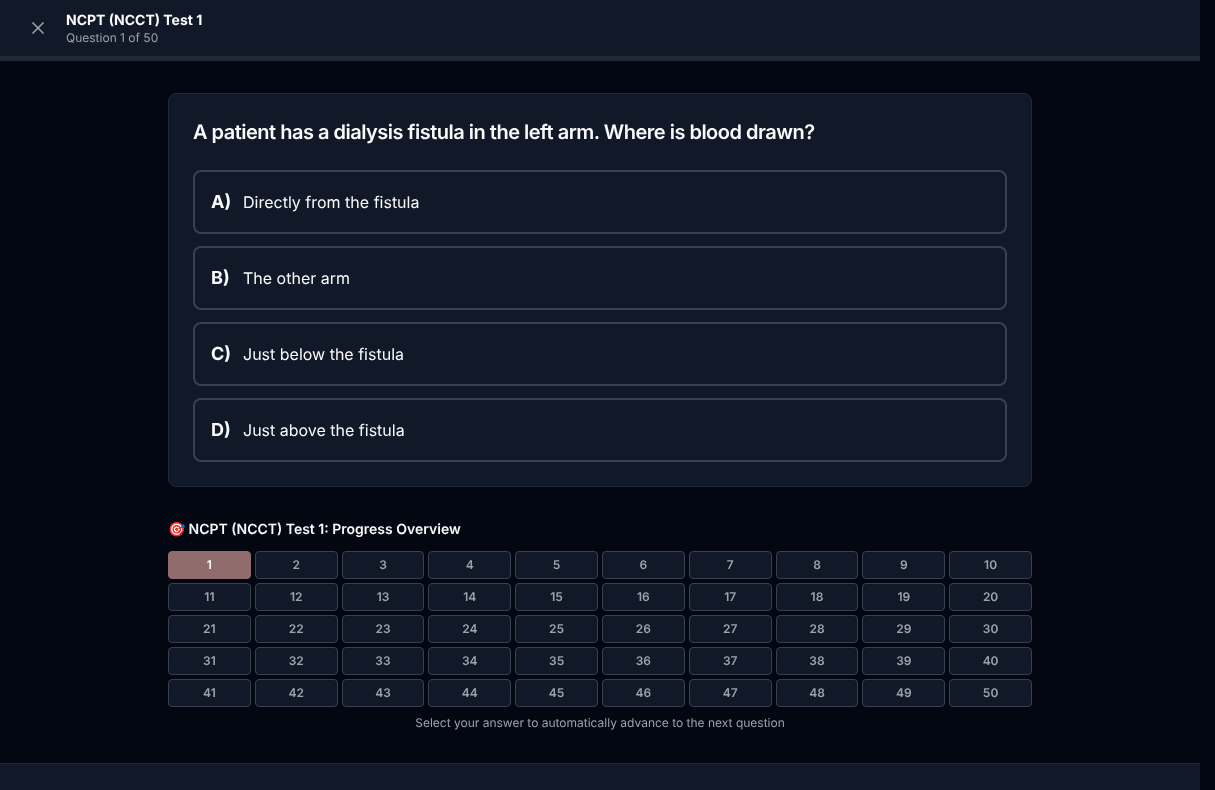 NCPT (NCCT) Test 1
Question 1 of 50
A patient has a dialysis fistula in the left arm. Where is blood drawn?
A) Directly from the fistula
B) The other arm
C) Just below the fistula
D) Just above the fistula
🎯 NCPT (NCCT) Test 1: Progress Overview
1 2 3 4 5 6 7 8 9 10
11 12 13 14 15 16 17 18 19 20
21 22 23 24 25 26 27 28 29 30
31 32 33 34 35 36 37 38 39 40
41 42 43 44 45 46 47 48 49 50
Select your answer to automatically advance to the next question